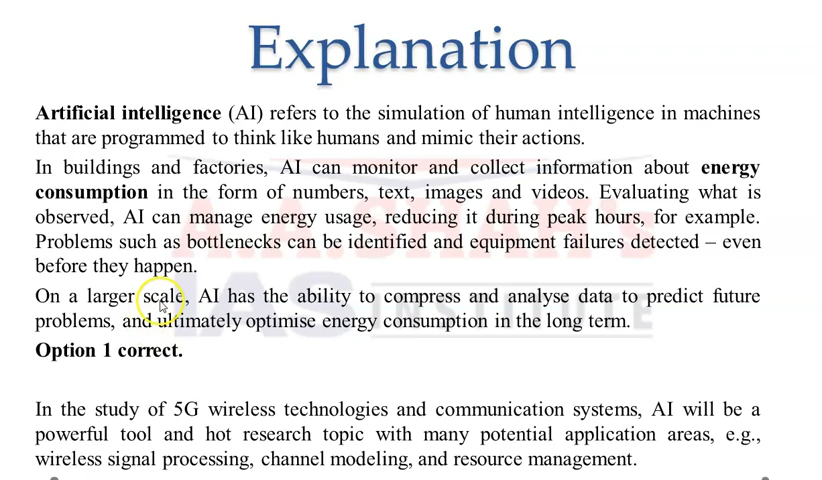 Explanation
Artificial intelligence (AI) refers to the simulation of human intelligence in machines
that are programmed to think like humans and mimic their actions.
In buildings and factories, AI can monitor and collect information about energy
consumption in the form of numbers, text, images and videos. Evaluating what is
observed, AI can manage energy usage, reducing it during peak hours, for example.
Problems such as bottlenecks can be identified and equipment failures detected – even
before they happen.
On a larger scale, AI has the ability to compress and analyse data to predict future
problems, and ultimately optimise energy consumption in the long term.
Option 1 correct.
In the study of 5G wireless technologies and communication systems, AI will be a
powerful tool and hot research topic with many potential application areas, e.g.,
wireless signal processing, channel modeling, and resource management.
A.A.SHAH's
IAS INSTITUTE